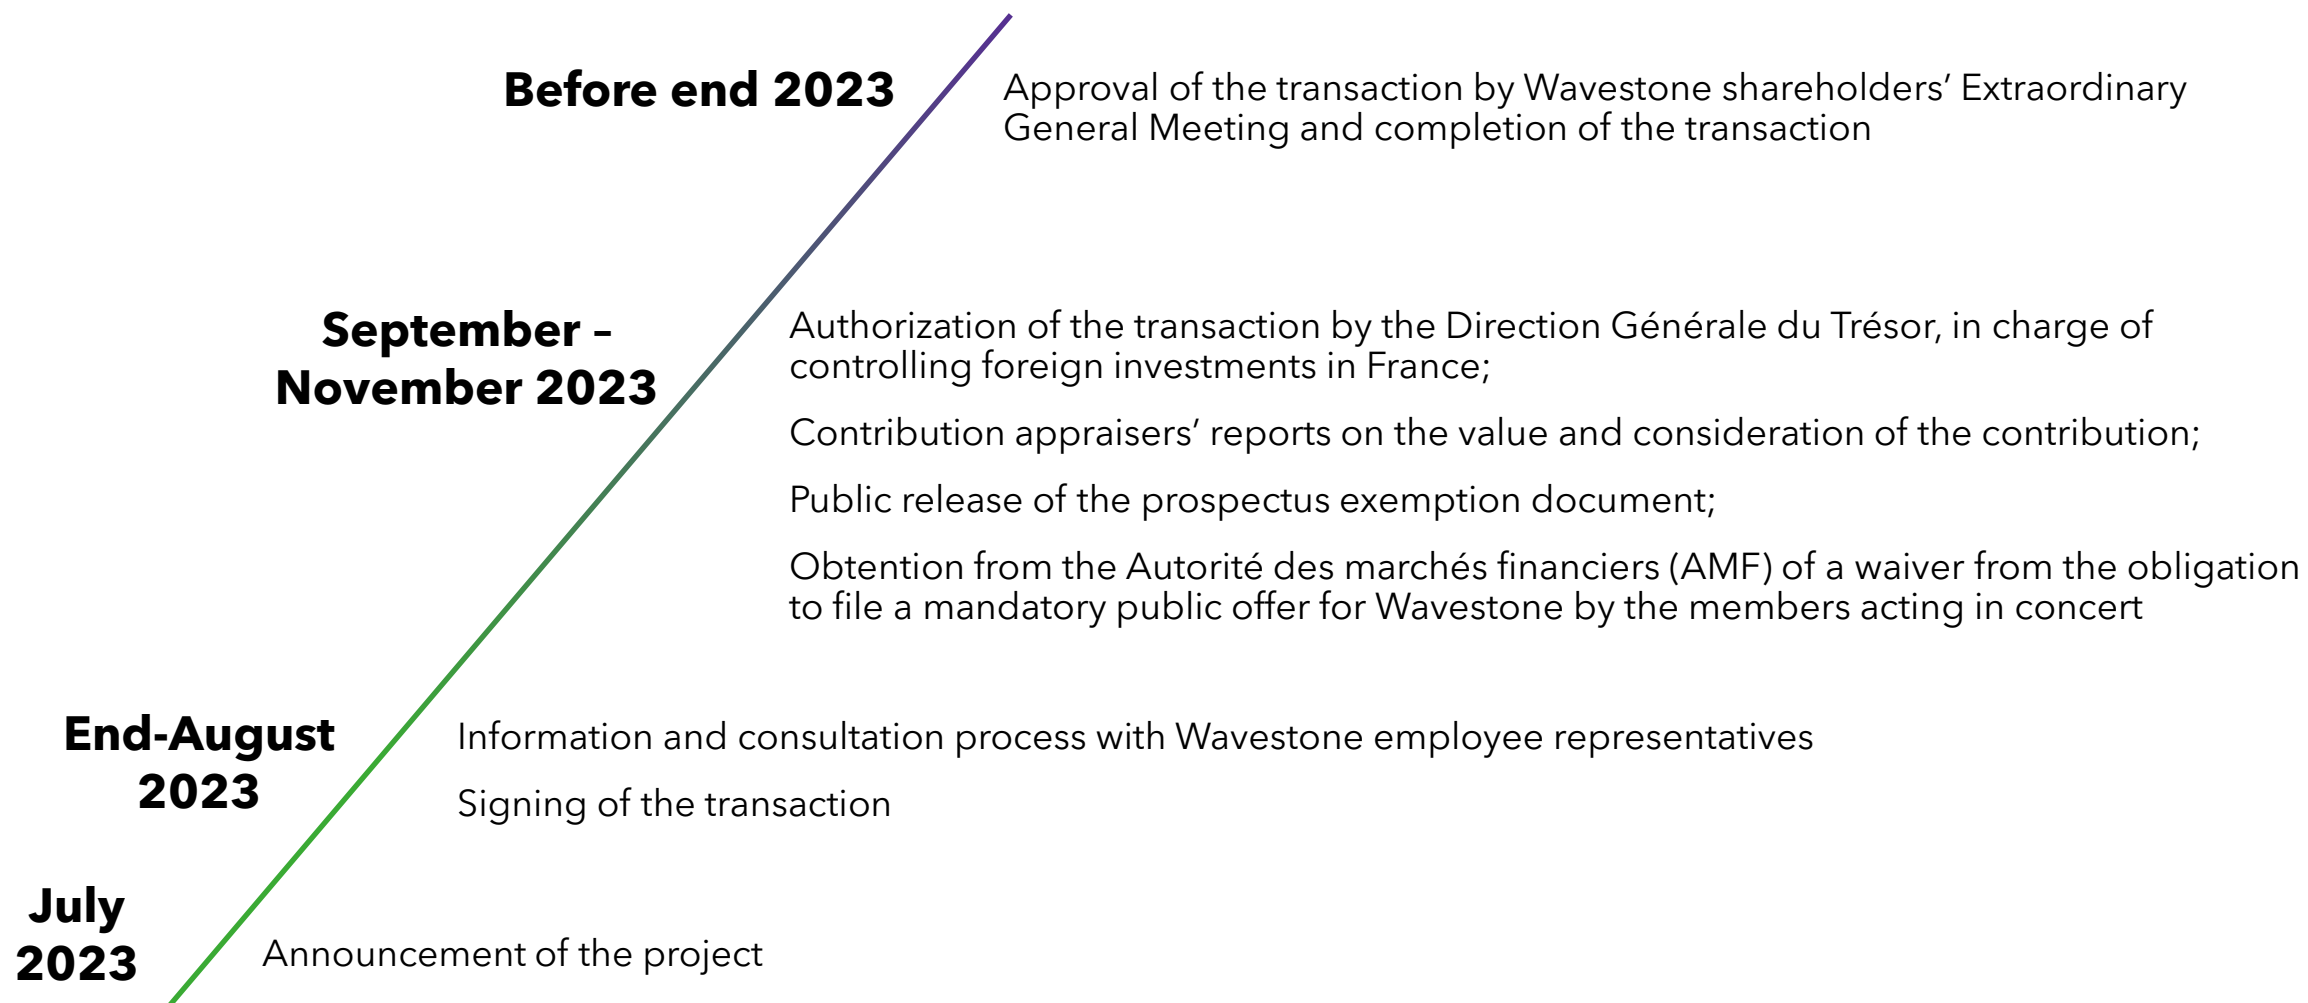 Before end 2023
Approval of the transaction by Wavestone shareholders’ Extraordinary
General Meeting and completion of the transaction
September –
November 2023
Authorization of the transaction by the Direction Générale du Trésor, in charge of
controlling foreign investments in France;
Contribution appraisers’ reports on the value and consideration of the contribution;
Public release of the prospectus exemption document;
Obtention from the Autorité des marchés financiers (AMF) of a waiver from the obligation
to file a mandatory public offer for Wavestone by the members acting in concert
End-August
2023
Information and consultation process with Wavestone employee representatives
Signing of the transaction
July
2023
Announcement of the project